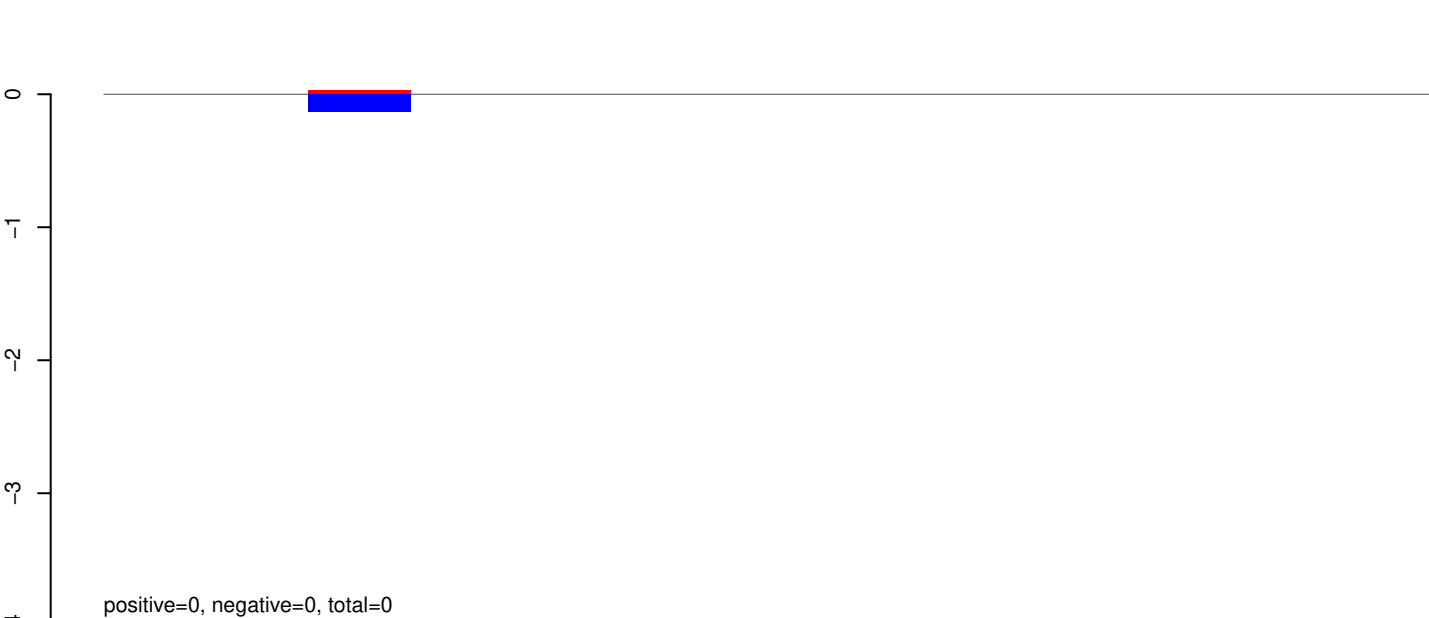 0
−1
−2
−3
positive=0, negative=0, total=0